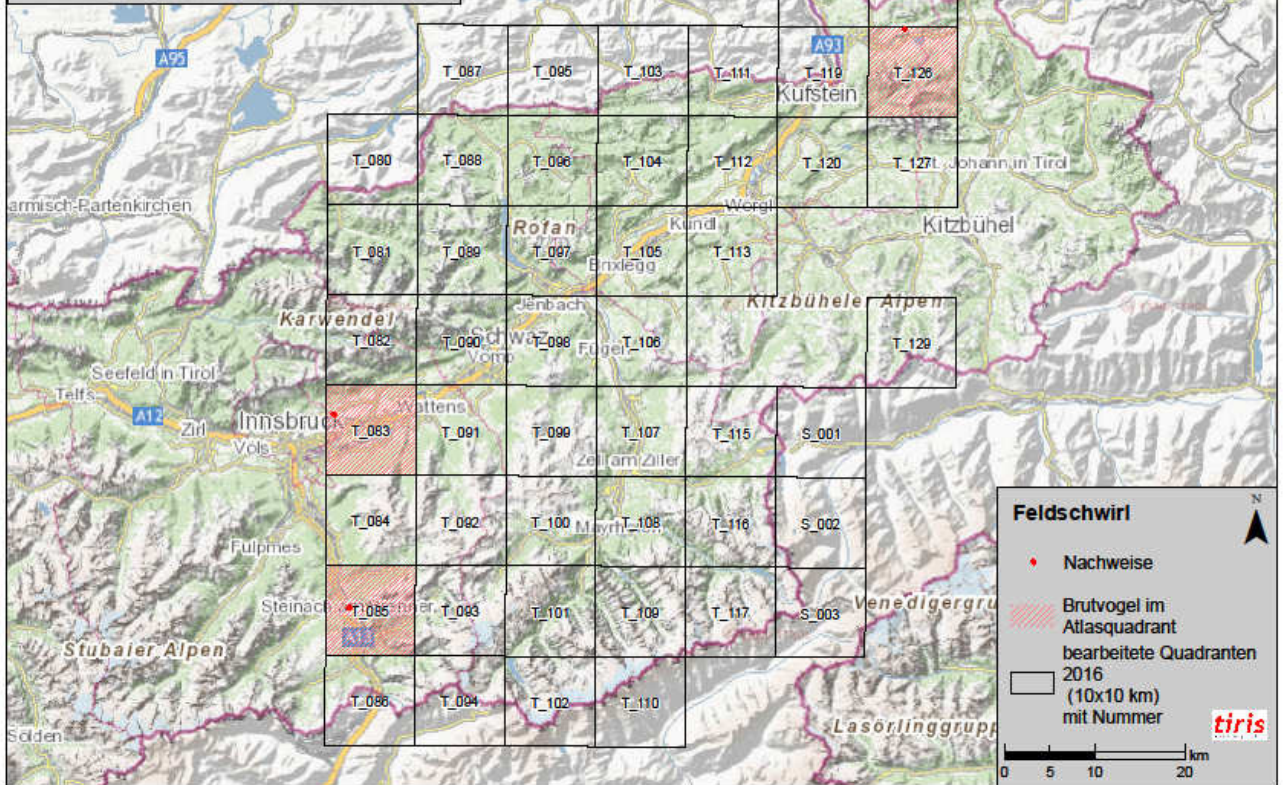 A95
A93
T_087
T_095
T_103
T_111
T_119
T_126
Kufstein
T_080
T_088
T_096
T_104
T_112
T_120
T_127
t. Johann in Tirol
armisch-Partenkirchen
Wörgl
Rofan
Kundl
Kitzbühel
T_081
T_089
T_097
T_105
T_113
Brixlegg
Jenbach
Kitzbüheler Alpen
Karwendel
Schwaz
T_082
T_090
T_098
Fügen
T_106
T_129
Vomp
Seefeld in Tirol
Telfs
A12
Innsbruck
Wattens
Zirl
T_083
T_091
T_099
T_107
T_115
S_001
Völs
Zell am Ziller
T_084
T_092
T_100
Mayrhofen
T_108
T_116
S_002
Fulpmes
Steinach am Brenner
T_085
T_093
T_101
T_109
T_117
S_003
Venedigergru
A13
Stubaier Alpen
T_086
T_094
T_102
T_110
Sölden
Lasörlinggrupp
Feldschwirl
N
Nachweise
Brutvogel im
Atlasquadrant
bearbeitete Quadranten
2016
(10x10 km)
mit Nummer
tiris
km
0 5 10 20